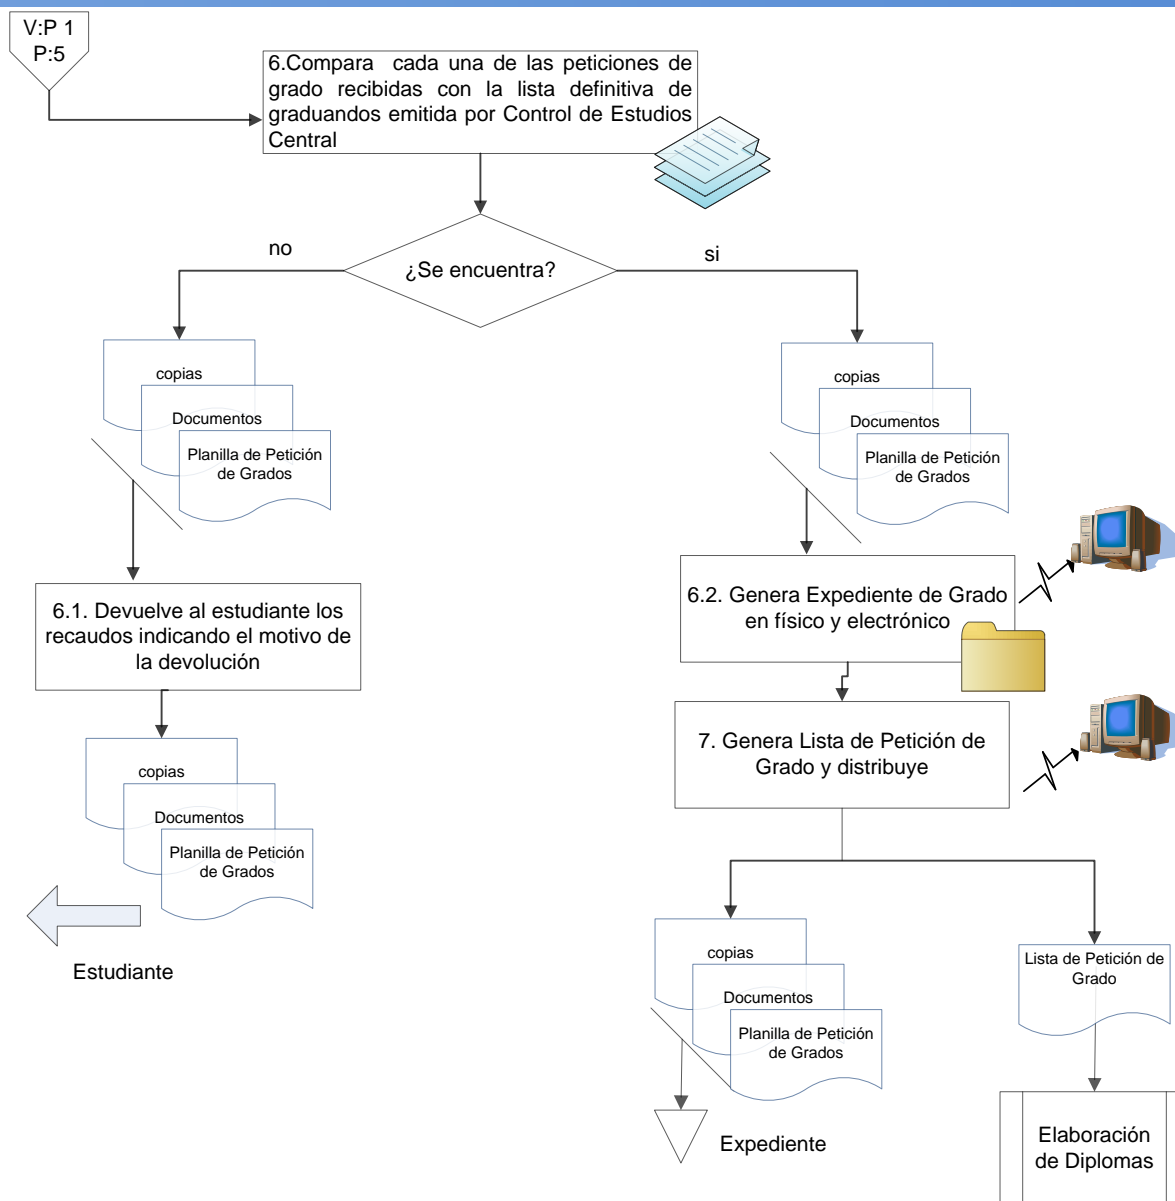 V:P 1
P:5
6.Compara cada una de las peticiones de
grado recibidas con la lista definitiva de
graduandos emitida por Control de Estudios
Central
no
¿Se encuentra?
si
copias
Documentos
Planilla de Petición
de Grados
copias
Documentos
Planilla de Petición
de Grados
6.1. Devuelve al estudiante los
recaudos indicando el motivo de
la devolución
6.2. Genera Expediente de Grado
en físico y electrónico
7. Genera Lista de Petición de
Grado y distribuye
copias
Documentos
Planilla de Petición
de Grados
Estudiante
copias
Documentos
Planilla de Petición
de Grados
Expediente
Lista de Petición de
Grado
Elaboración
de Diplomas